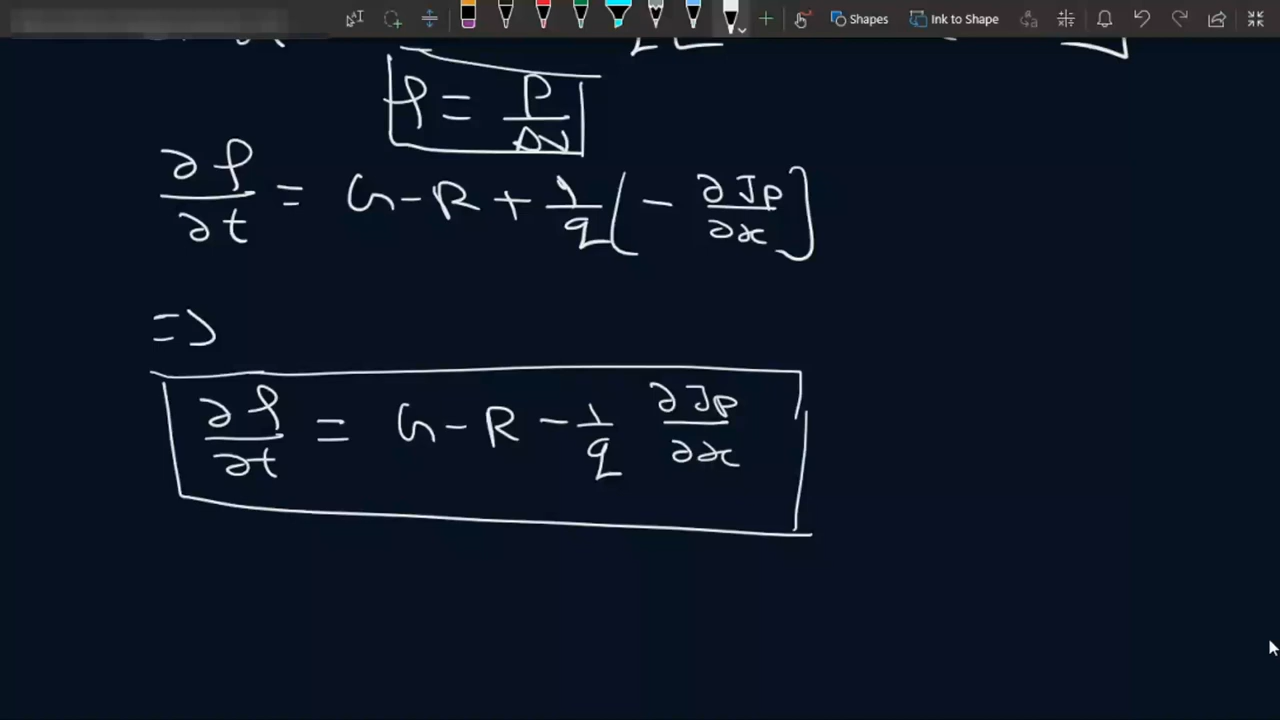 Shapes Ink to Shape
p = P/ΔV
∂p/∂t = G - R + 1/q ( - ∂Jp/∂x ]
=>
∂p/∂t = G - R - 1/q ∂Jp/∂x